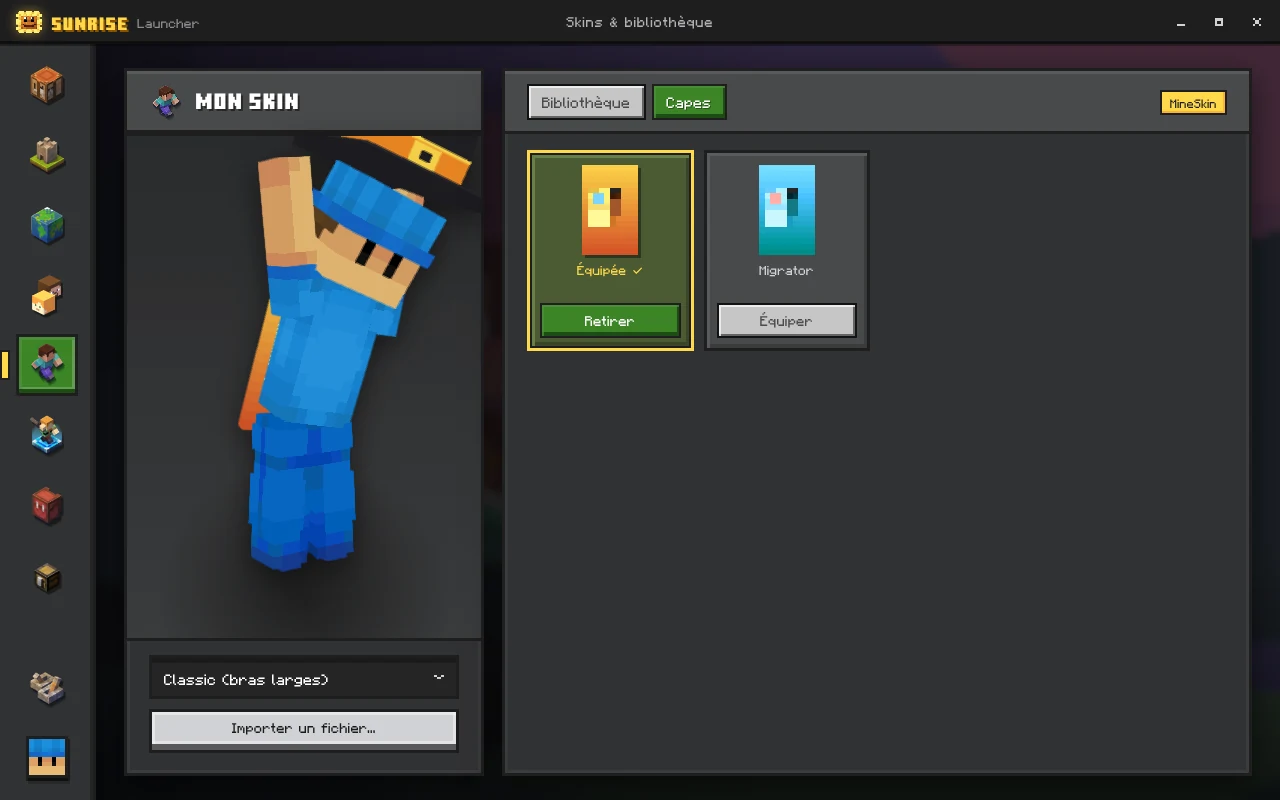 SUNRISE Launcher
Skins & bibliothèque
MON SKIN
Bibliothèque
Capes
MineSkin
Équipée ✓
Migrator
Retirer
Équiper
Classic (bras larges)
Importer un fichier…